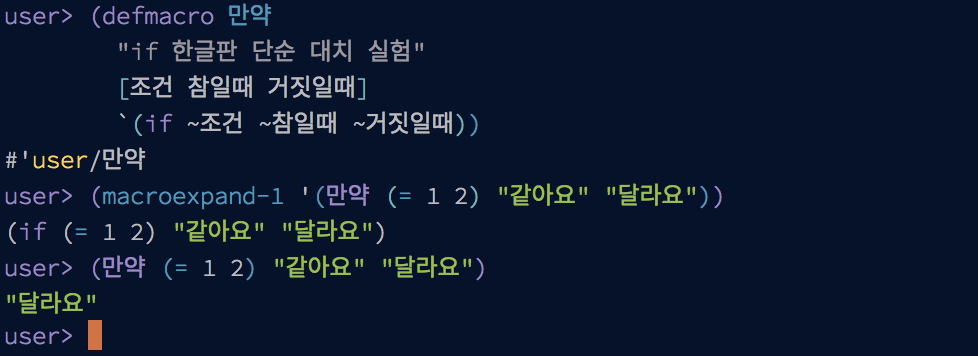 user> (defmacro 만약
"if 한글판 단순 대치 실험"
[조건 참일때 거짓일때]
`(if ~조건 ~참일때 ~거짓일때))
#'user/만약
user> (macroexpand-1 '(만약 (= 1 2) "같아요" "달라요"))
(if (= 1 2) "같아요" "달라요")
user> (만약 (= 1 2) "같아요" "달라요")
"달라요"
user>